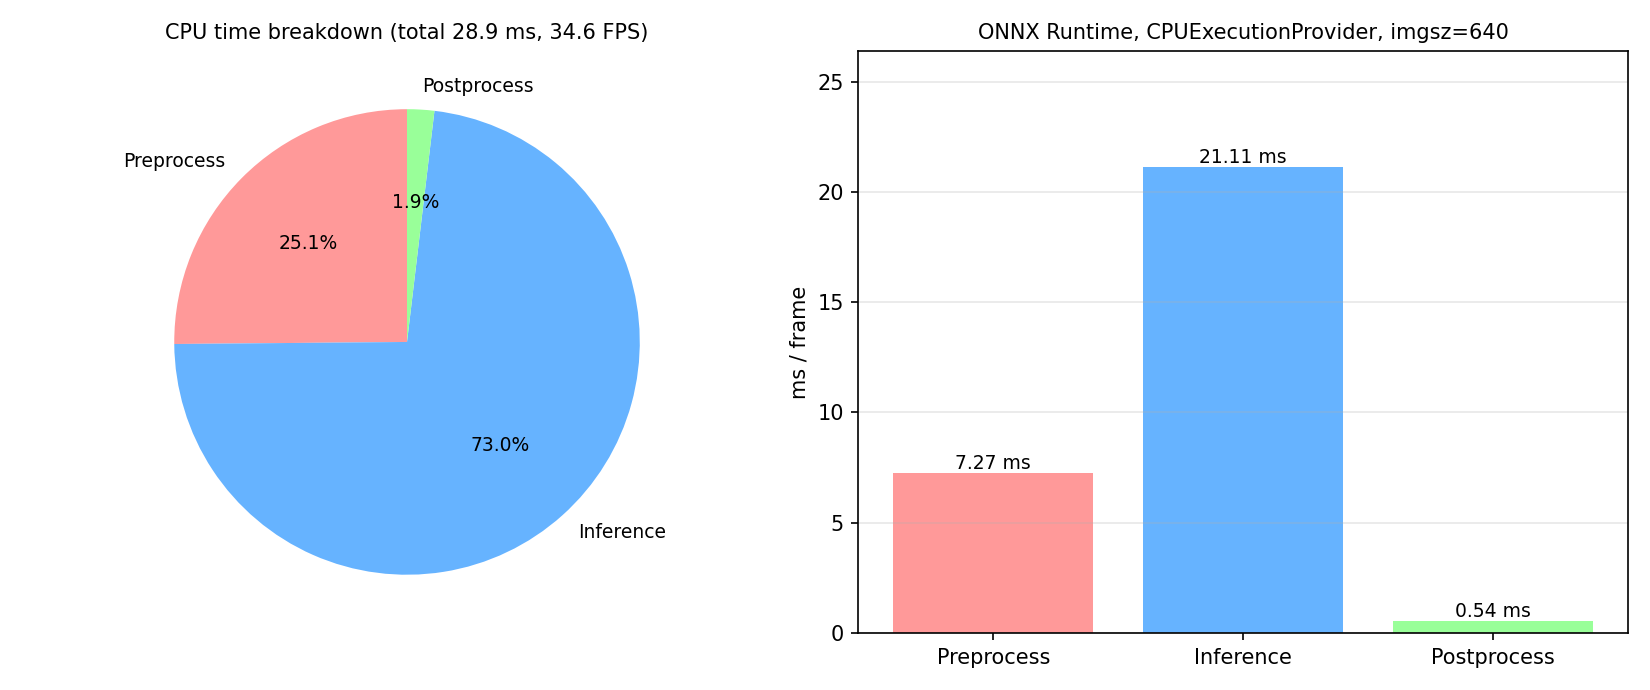 CPU time breakdown (total 28.9 ms, 34.6 FPS)
Postprocess
Preprocess
1.9%
25.1%
73.0%
Inference
ONNX Runtime, CPUExecutionProvider, imgsz=640
ms / frame
25
20
15
10
5
0
21.11 ms
7.27 ms
0.54 ms
Preprocess
Inference
Postprocess